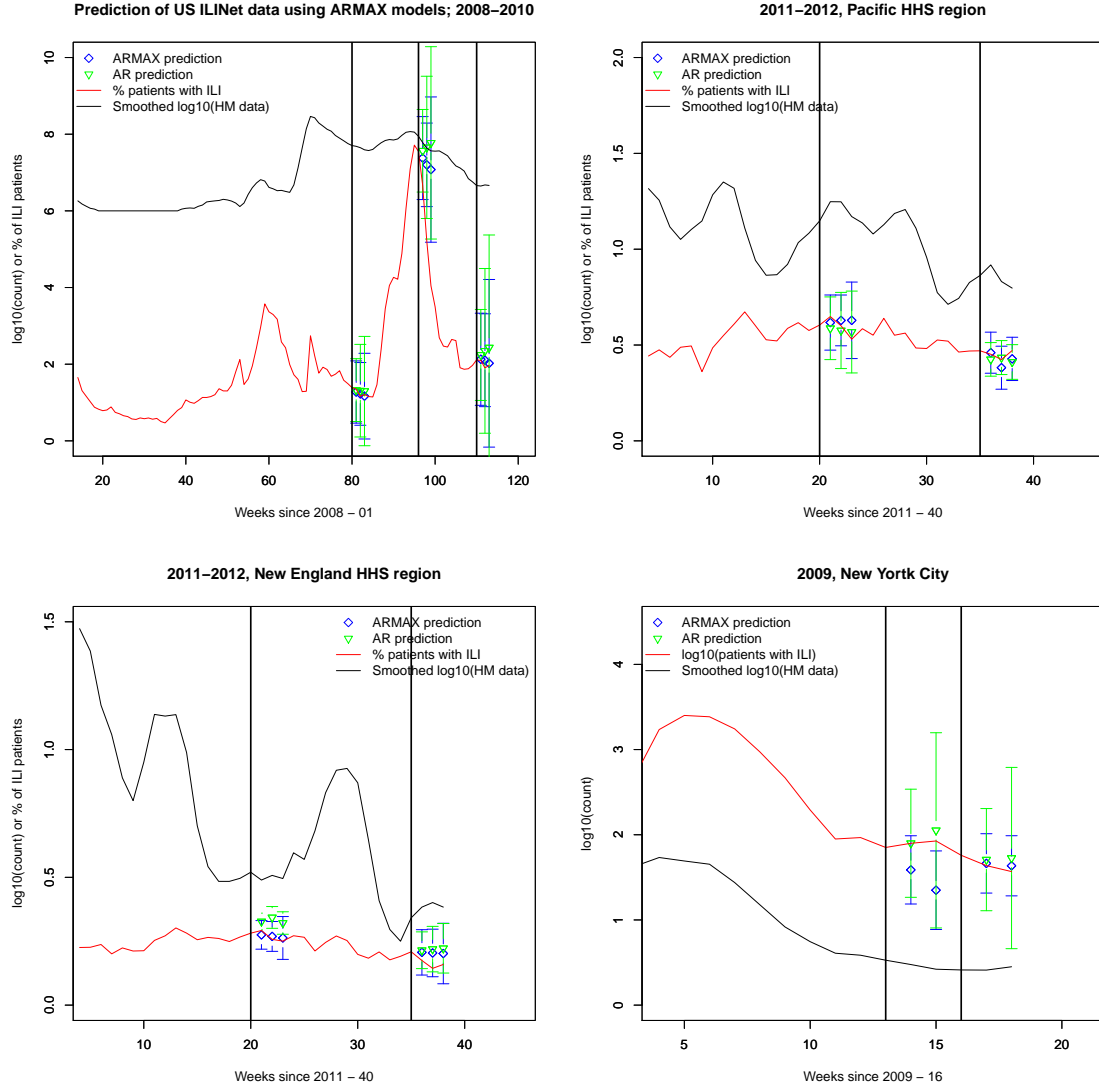 Prediction of US ILINet data using ARMAX models; 2008−2010
ARMAX prediction
AR prediction
% patients with ILI
Smoothed log10(HM data)
log10(count) or % of ILI patients
0 2 4 6 8 10
20 40 60 80 100 120
Weeks since 2008 − 01
2011−2012, Pacific HHS region
ARMAX prediction
AR prediction
% patients with ILI
Smoothed log10(HM data)
log10(count) or % of ILI patients
0.0 0.5 1.0 1.5 2.0
10 20 30 40
Weeks since 2011 − 40
2011−2012, New England HHS region
ARMAX prediction
AR prediction
% patients with ILI
Smoothed log10(HM data)
log10(count) or % of ILI patients
0.0 0.5 1.0 1.5
10 20 30 40
Weeks since 2011 − 40
2009, New Yortk City
ARMAX prediction
AR prediction
log10(patients with ILI)
Smoothed log10(HM data)
log10(count)
0 1 2 3 4
5 10 15 20
Weeks since 2009 − 16